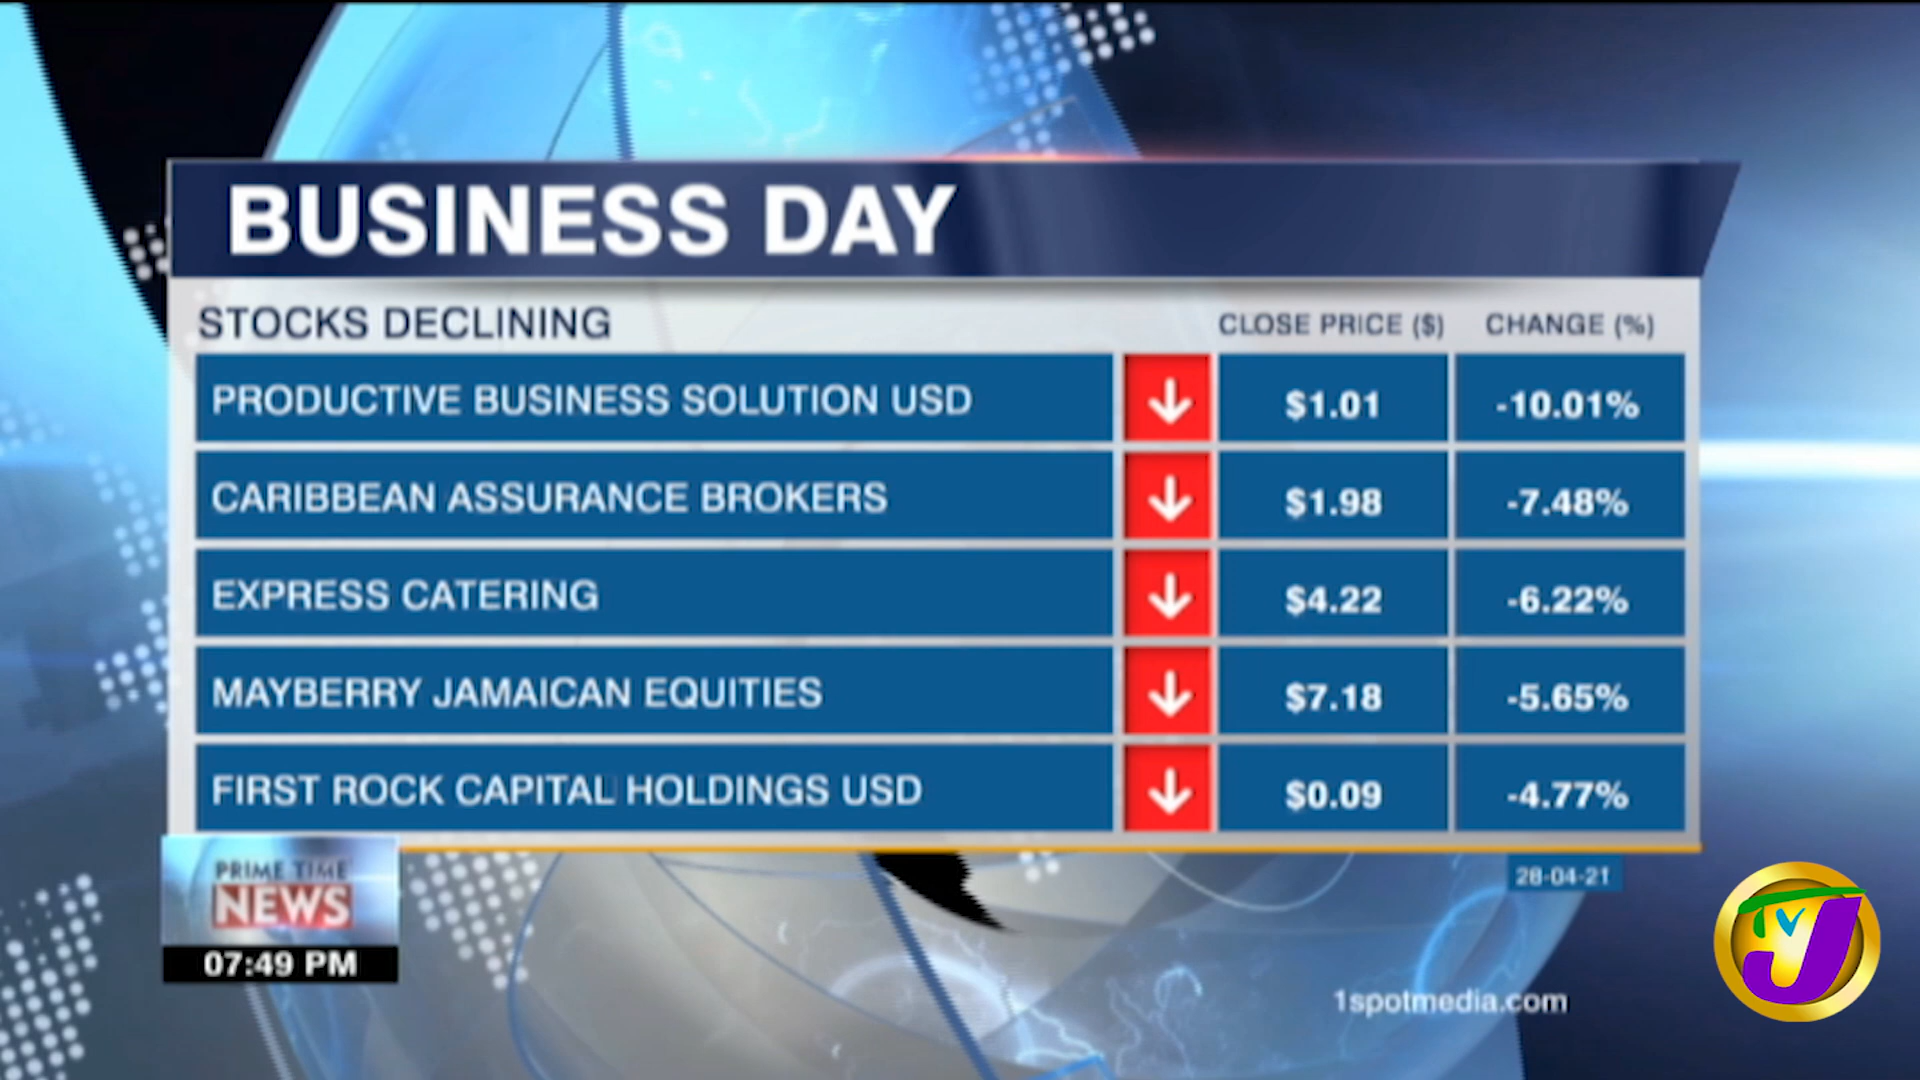 BUSINESS DAY
STOCKS DECLINING CLOSE PRICE ($) CHANGE (%)
PRODUCTIVE BUSINESS SOLUTION USD $1.01 -10.01%
CARIBBEAN ASSURANCE BROKERS $1.98 -7.48%
EXPRESS CATERING $4.22 -6.22%
MAYBERRY JAMAICAN EQUITIES $7.18 -5.65%
FIRST ROCK CAPITAL HOLDINGS USD $0.09 -4.77%
PRIME TIME
NEWS
07:49 PM
28-04-21
1spotmedia.com
TVJ